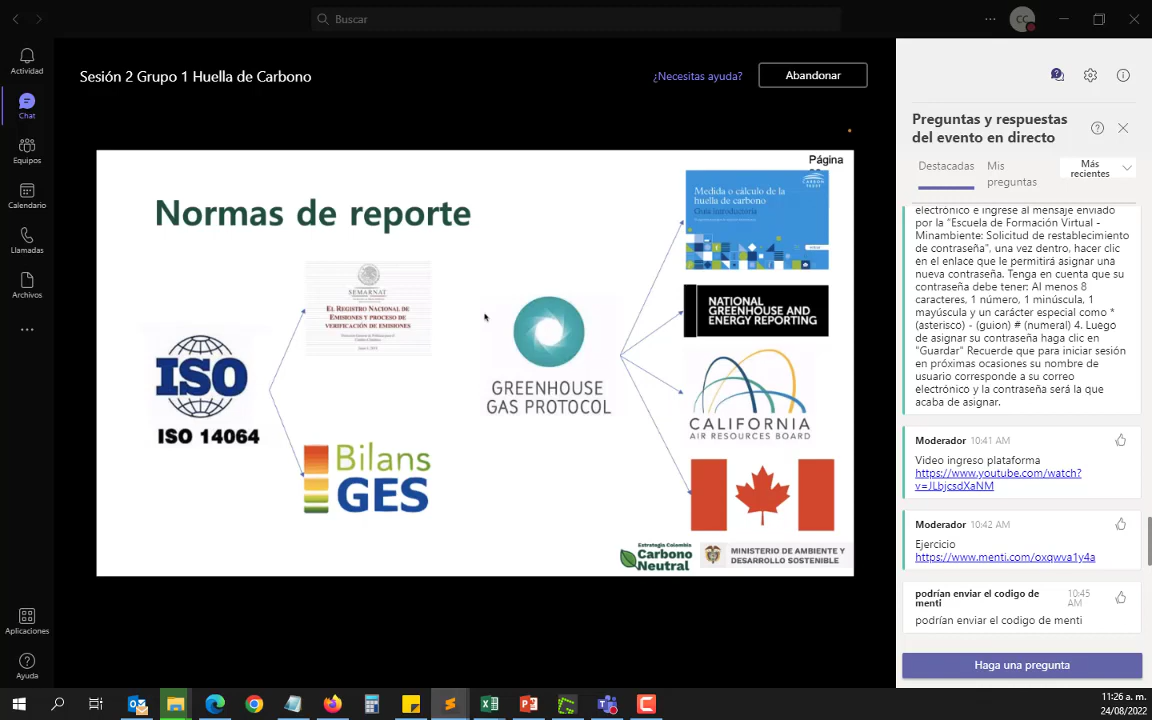 Buscar
CC
Actividad
Chat
Equipos
Calendario
Llamadas
Archivos
Aplicaciones
Ayuda
Sesión 2 Grupo 1 Huella de Carbono
¿Necesitas ayuda?
Abandonar
Página
Normas de reporte
SEMARNAT
EL REGISTRO NACIONAL DE
EMISIONES Y PROCESO DE
VERIFICACIÓN DE EMISIONES
ISO
ISO 14064
Bilans
GES
GREENHOUSE
GAS PROTOCOL
CARBON
TRUST
Medida o cálculo de la
huella de carbono
Guía introductoria
NATIONAL
GREENHOUSE AND
ENERGY REPORTING
CALIFORNIA
AIR RESOURCES BOARD
Estrategia Colombia
Carbono
Neutral
MINISTERIO DE AMBIENTE Y
DESARROLLO SOSTENIBLE
Preguntas y respuestas
del evento en directo
Destacadas
Mis
preguntas
Más
recientes
electrónico e ingrese al mensaje enviado
por la "Escuela de Formación Virtual -
Minambiente: Solicitud de restablecimiento
de contraseña", una vez dentro, hacer clic
en el enlace que le permitirá asignar una
nueva contraseña. Tenga en cuenta que su
contraseña debe tener: Al menos 8
caracteres, 1 número, 1 minúscula, 1
mayúscula y un carácter especial como *
(asterisco) - (guion) # (numeral) 4. Luego
de asignar su contraseña haga clic en
"Guardar" Recuerde que para iniciar sesión
en próximas ocasiones su nombre de
usuario corresponde a su correo
electrónico y la contraseña será la que
acaba de asignar.
Moderador 10:41 AM
Video ingreso plataforma
https://www.youtube.com/watch?
v=JLbjcsdXaNM
Moderador 10:42 AM
Ejercicio
https://www.menti.com/oxqwva1y4a
podrían enviar el codigo de
menti
10:45
AM
podrían enviar el codigo de menti
Haga una pregunta
11:26 a. m.
24/08/2022